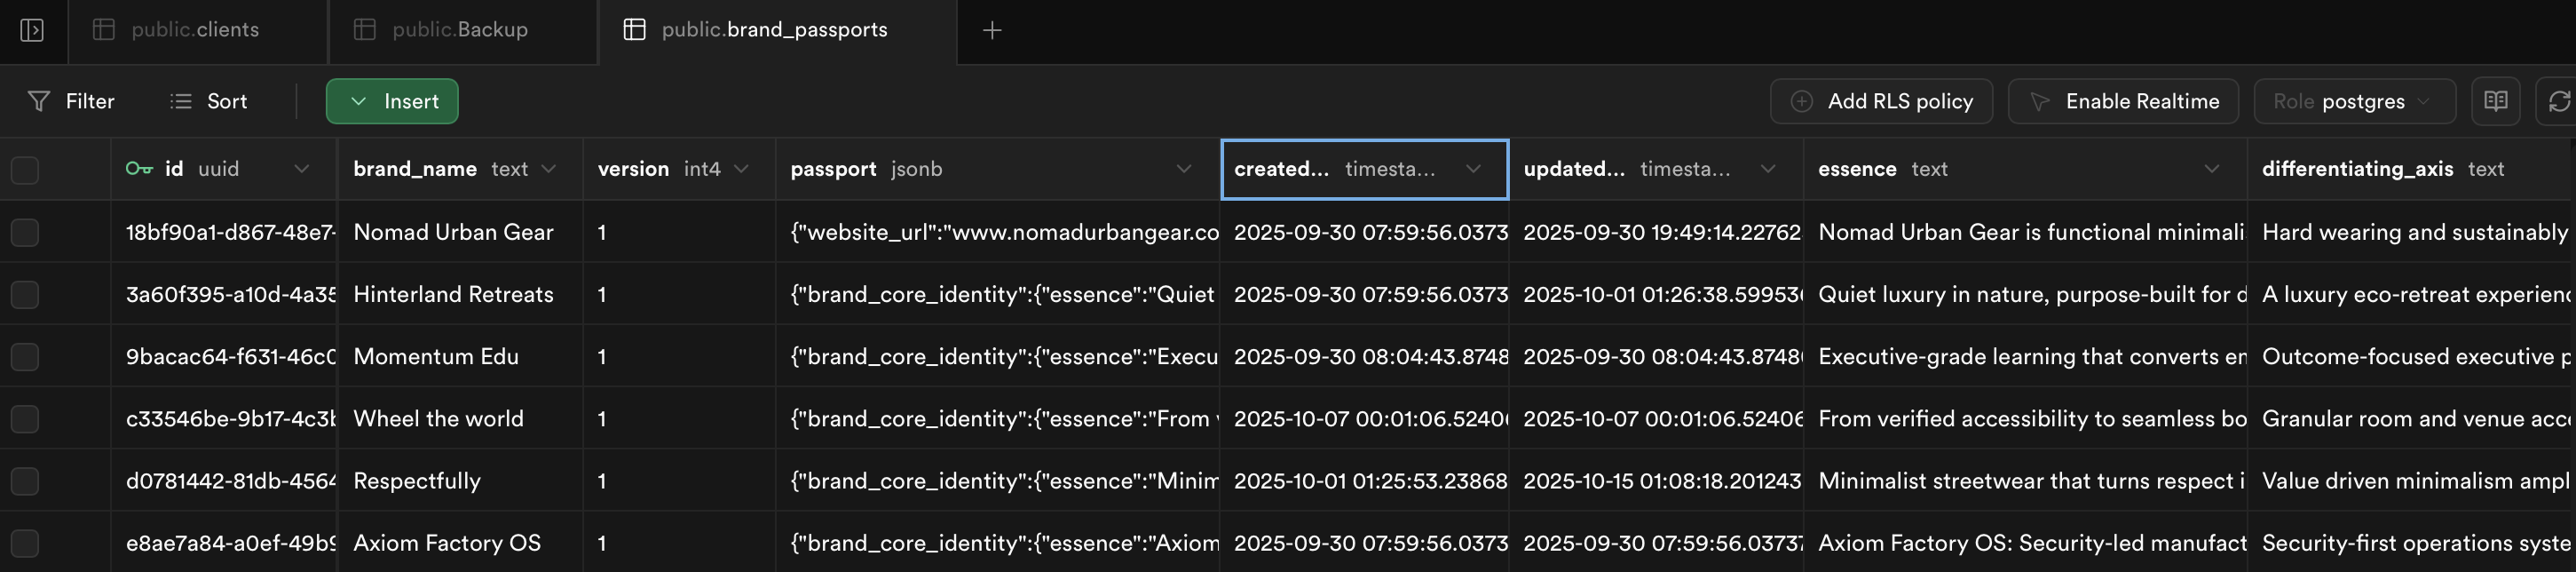 public.clients public.Backup public.brand_passports
Filter Sort Insert Add RLS policy Enable Realtime Role postgres
id uuid brand_name text version int4 passport jsonb created... timesta... updated... timesta... essence text differentiating_axis text
18bf90a1-d867-48e7- Nomad Urban Gear 1 {"website_url":"www.nomadurbangear.co 2025-09-30 07:59:56.0373 2025-09-30 19:49:14.22762 Nomad Urban Gear is functional minimali Hard wearing and sustainably
3a60f395-a10d-4a35 Hinterland Retreats 1 {"brand_core_identity":{"essence":"Quiet 2025-09-30 07:59:56.0373 2025-10-01 01:26:38.599536 Quiet luxury in nature, purpose-built for d A luxury eco-retreat experienc
9bacac64-f631-46c0 Momentum Edu 1 {"brand_core_identity":{"essence":"Execu 2025-09-30 08:04:43.8748 2025-09-30 08:04:43.8748 Executive-grade learning that converts en Outcome-focused executive p
c33546be-9b17-4c3b Wheel the world 1 {"brand_core_identity":{"essence":"From 2025-10-07 00:01:06.52406 2025-10-07 00:01:06.52406 From verified accessibility to seamless bo Granular room and venue acc
d0781442-81db-4564 Respectfully 1 {"brand_core_identity":{"essence":"Minim 2025-10-01 01:25:53.23868 2025-10-15 01:08:18.201243 Minimalist streetwear that turns respect i Value driven minimalism ampl
e8ae7a84-a0ef-49b9 Axiom Factory OS 1 {"brand_core_identity":{"essence":"Axiom 2025-09-30 07:59:56.0373 2025-09-30 07:59:56.03737 Axiom Factory OS: Security-led manufact Security-first operations syste